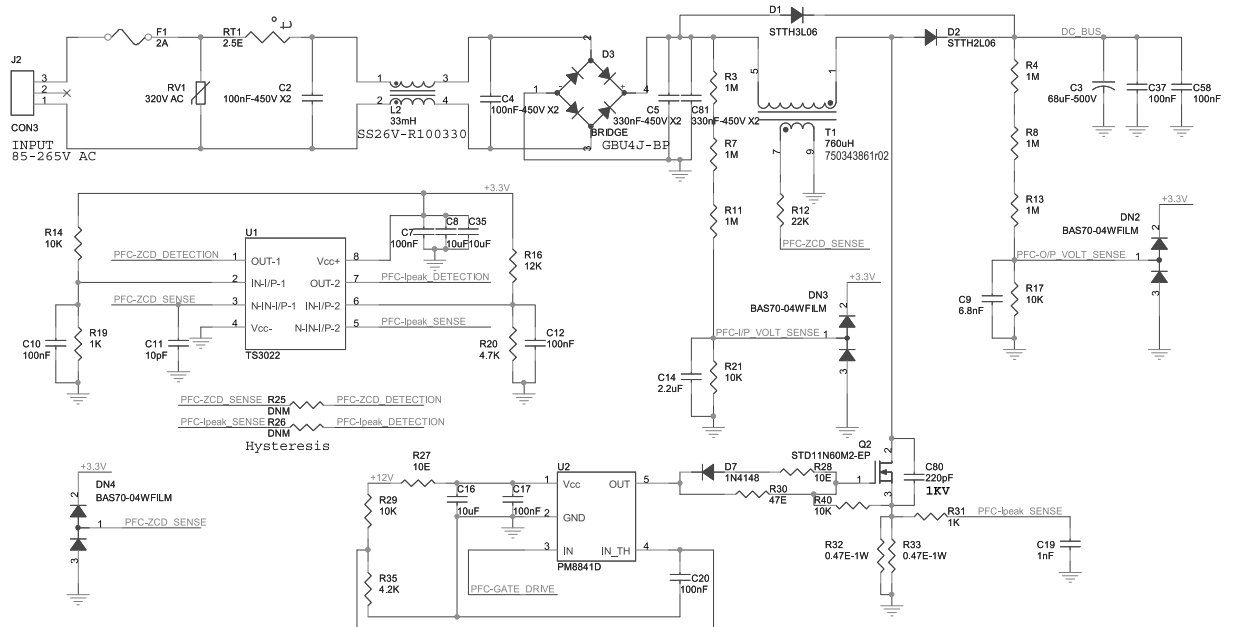 J2
3
2
1
CON3
INPUT
85-265V AC
F1
2A
RT1
2.5E
t°
RV1
320V AC
C2
100nF-450V X2
1
3
2
4
L2
33mH
SS26V-R100330
C4
100nF-450V X2
2
D3
1
-
+
4
BRIDGE
3
GBU4J-BP
C5
330nF-450V X2
C81
330nF-450V X2
R3
1M
R7
1M
R11
1M
D1
STTH3L06
5
1
T1
760uH
750343861r02
7
9
R12
22K
PFC-ZCD_SENSE
D2
STTH2L06
DC_BUS
R4
1M
R8
1M
R13
1M
C3
68uF-500V
C37
100nF
C58
100nF
+3.3V
DN2
BAS70-04WFILM
2
PFC-O/P_VOLT_SENSE
1
3
C9
6.8nF
R17
10K
+3.3V
R14
10K
U1
C7
100nF
C8
10uF
C35
10uF
R16
12K
PFC-ZCD_DETECTION
1
OUT-1
Vcc+
8
2
IN-I/P-1
OUT-2
7
PFC-Ipeak_DETECTION
PFC-ZCD_SENSE
3
N-IN-I/P-1
IN-I/P-2
6
4
Vcc-
N-IN-I/P-2
5
PFC-Ipeak_SENSE
TS3022
C10
100nF
R19
1K
C11
10pF
R20
4.7K
C12
100nF
+3.3V
DN3
BAS70-04WFILM
2
PFC-I/P_VOLT_SENSE
1
3
C14
2.2uF
R21
10K
PFC-ZCD_SENSE
R25
DNM
PFC-ZCD_DETECTION
PFC-Ipeak_SENSE
R26
DNM
PFC-Ipeak_DETECTION
Hysteresis
+3.3V
DN4
BAS70-04WFILM
2
1
PFC-ZCD_SENSE
3
+12V
R27
10E
R29
10K
R35
4.2K
C16
10uF
C17
100nF
U2
1
Vcc
OUT
5
2
GND
3
IN
IN_TH
4
PM8841D
PFC-GATE_DRIVE
C20
100nF
D7
1N4148
R28
10E
R30
47E
R40
10K
Q2
STD11N60M2-EP
2
1
3
C80
220pF
1KV
R31
1K
PFC-Ipeak_SENSE
R32
0.47E-1W
R33
0.47E-1W
C19
1nF